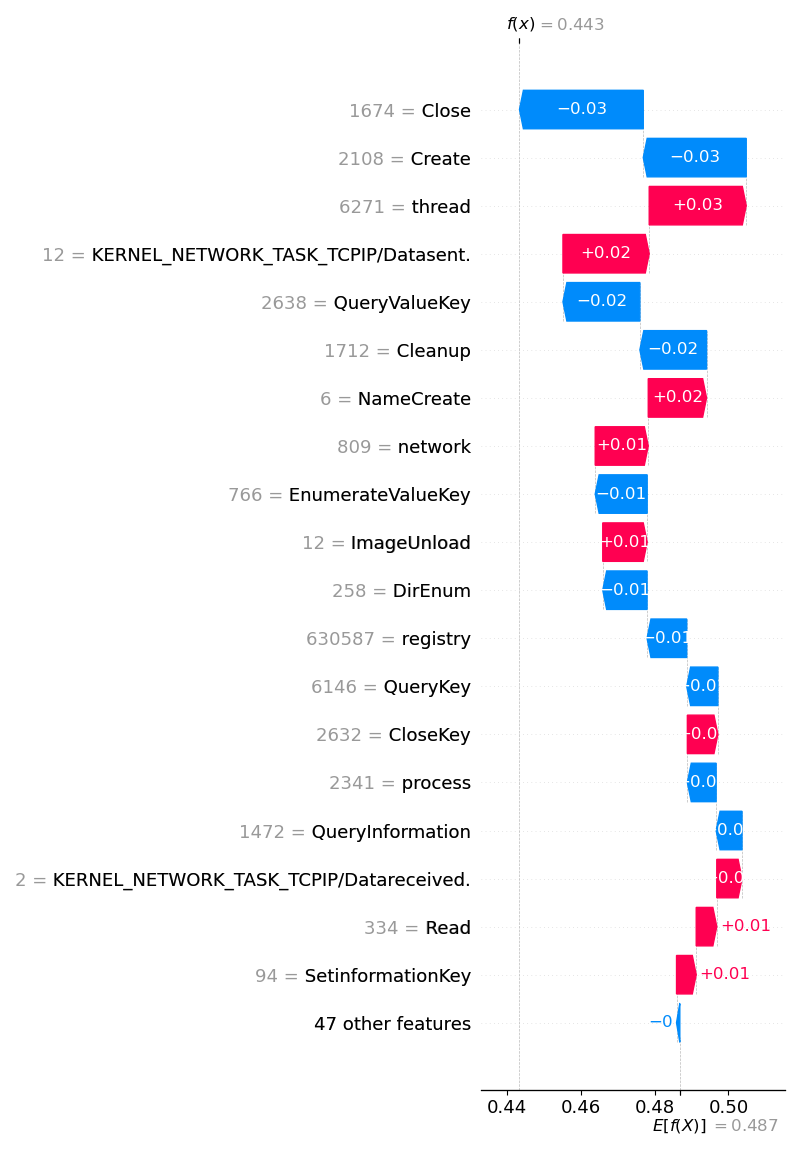 f(x) = 0.443
1674 = Close −0.03
2108 = Create −0.03
6271 = thread +0.03
12 = KERNEL_NETWORK_TASK_TCPIP/Datasent. +0.02
2638 = QueryValueKey −0.02
1712 = Cleanup −0.02
6 = NameCreate +0.02
809 = network +0.01
766 = EnumerateValueKey −0.01
12 = ImageUnload +0.01
258 = DirEnum −0.01
630587 = registry −0.01
6146 = QueryKey
2632 = CloseKey
2341 = process
1472 = QueryInformation
2 = KERNEL_NETWORK_TASK_TCPIP/Datareceived.
334 = Read +0.01
94 = SetinformationKey +0.01
47 other features −0
0.44 0.46 0.48 0.50
E[f(X)] = 0.487